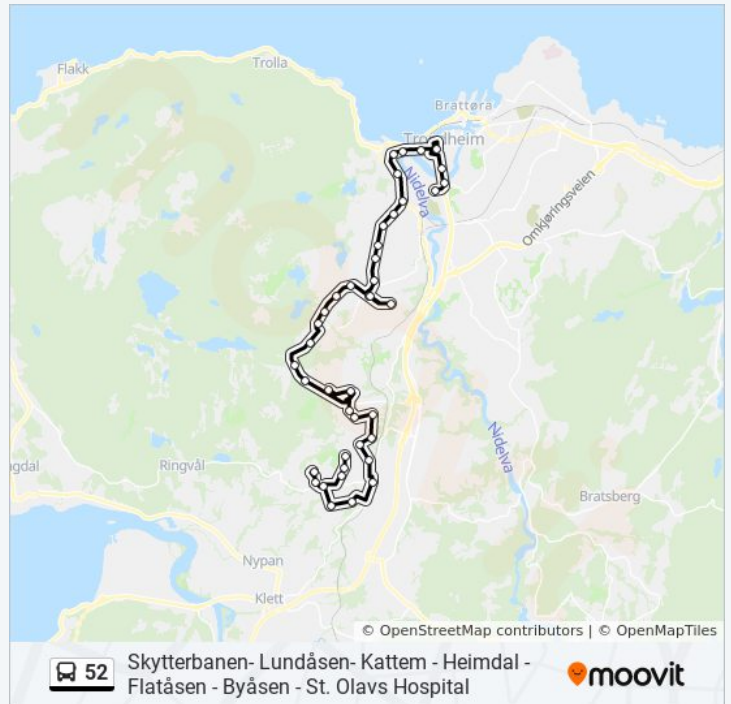 Flakk
Trolla
Brattøra
Trondheim
Nidelva
Omkjøringsveien
Nidelva
gdal
Ringvål
Bratsberg
Nypan
Klett
© OpenStreetMap contributors | © OpenMapTiles
52
Skytterbanen- Lundåsen- Kattem - Heimdal -
Flatåsen - Byåsen - St. Olavs Hospital
moovit